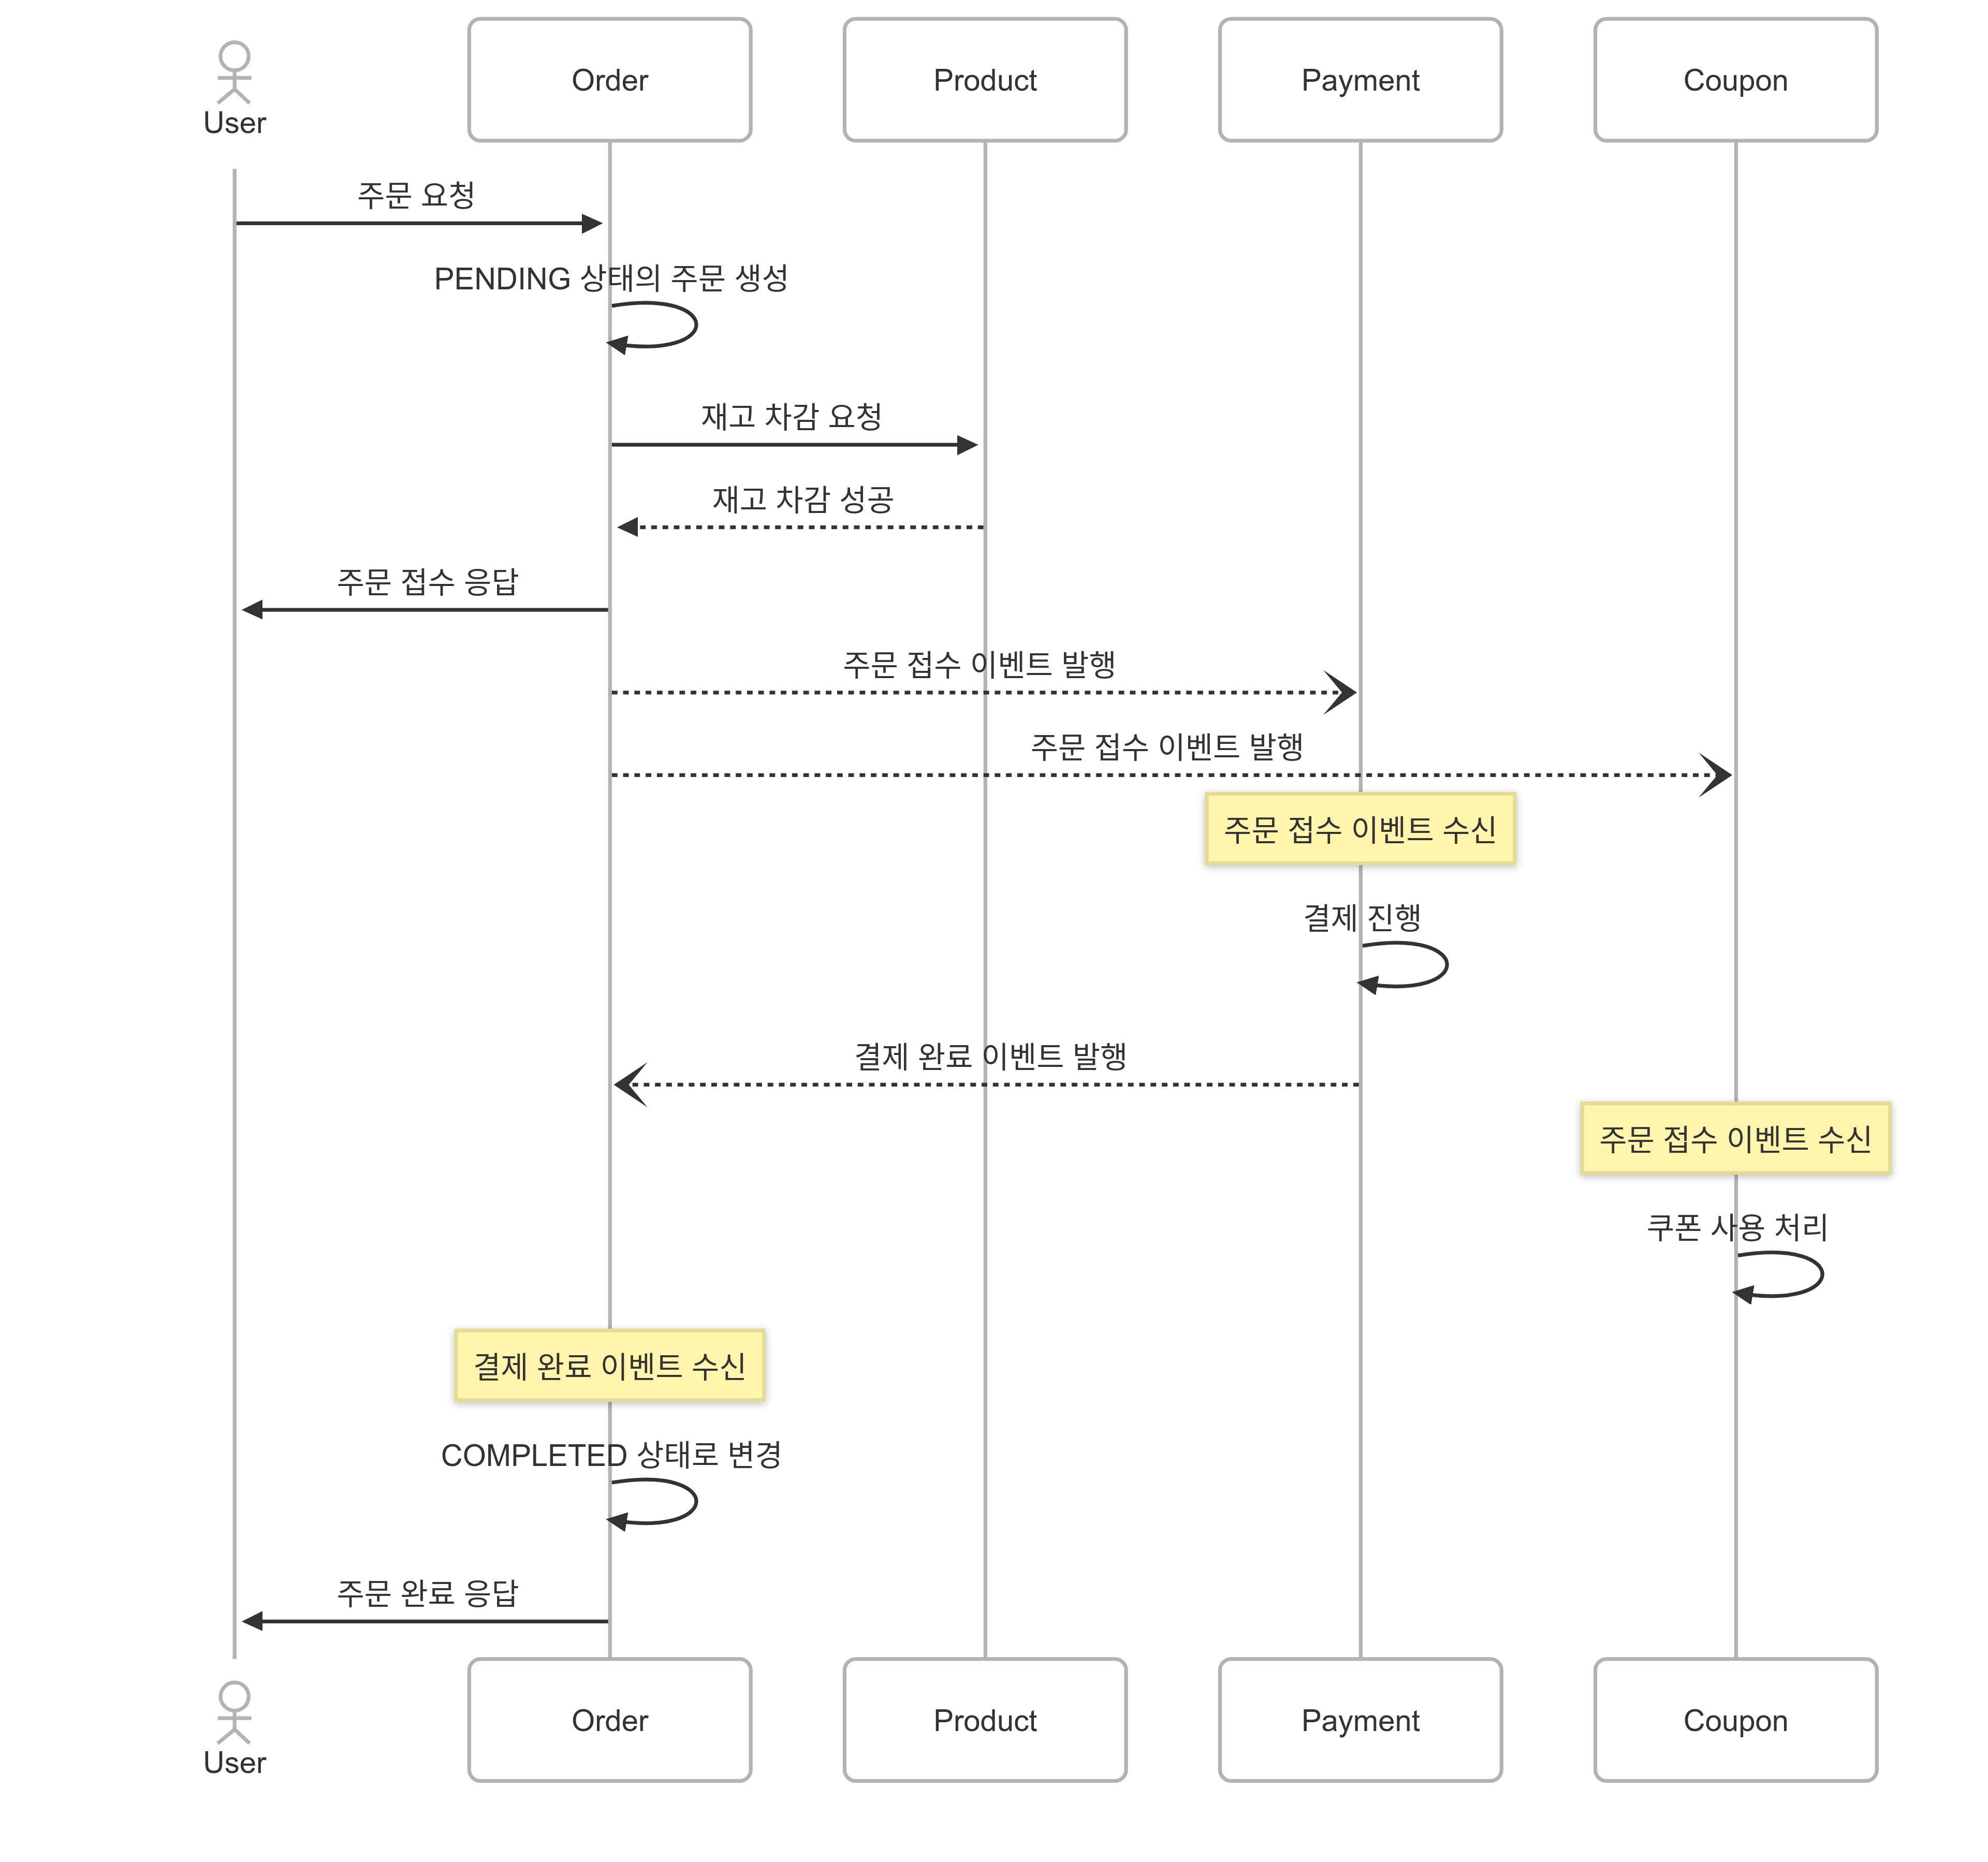 User
Order
Product
Payment
Coupon
주문 요청
PENDING 상태의 주문 생성
재고 차감 요청
재고 차감 성공
주문 접수 응답
주문 접수 이벤트 발행
주문 접수 이벤트 발행
주문 접수 이벤트 수신
결제 진행
결제 완료 이벤트 발행
주문 접수 이벤트 수신
쿠폰 사용 처리
결제 완료 이벤트 수신
COMPLETED 상태로 변경
주문 완료 응답
User
Order
Product
Payment
Coupon